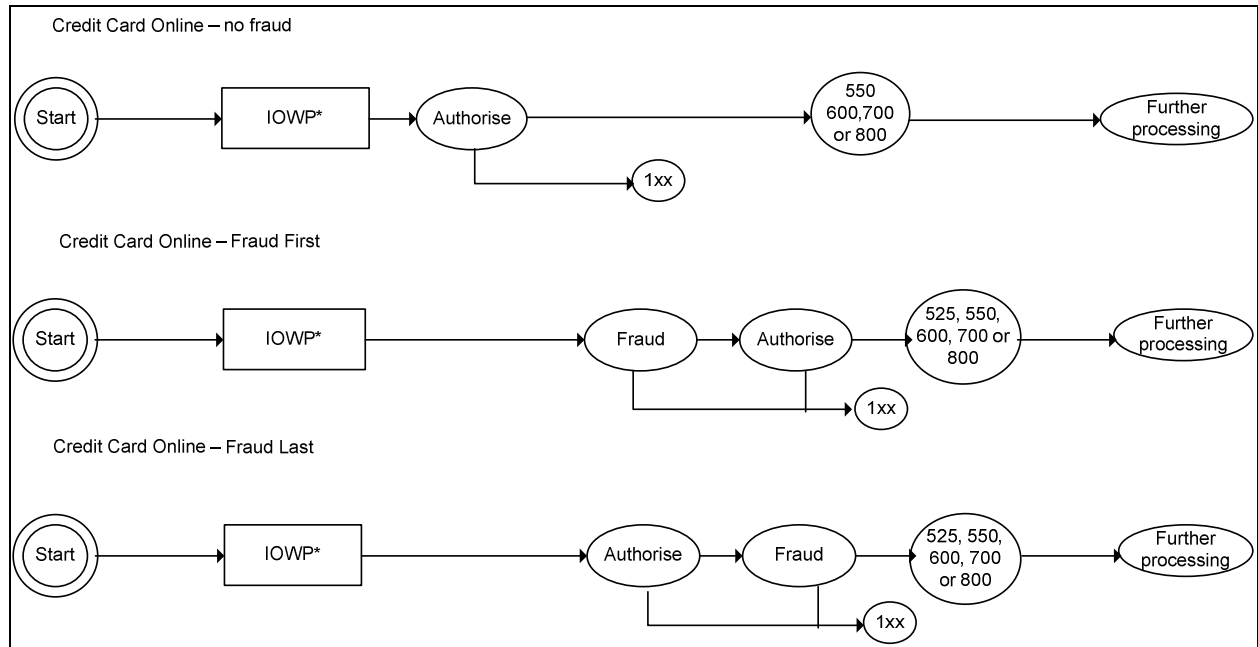 Credit Card Online – no fraud
Start
IOWP*
Authorise
550
600,700
or 800
Further
processing
1xx
Credit Card Online – Fraud First
Start
IOWP*
Fraud
Authorise
525, 550,
600, 700 or
800
Further
processing
1xx
Credit Card Online – Fraud Last
Start
IOWP*
Authorise
Fraud
525, 550,
600, 700
or 800
Further
processing
1xx